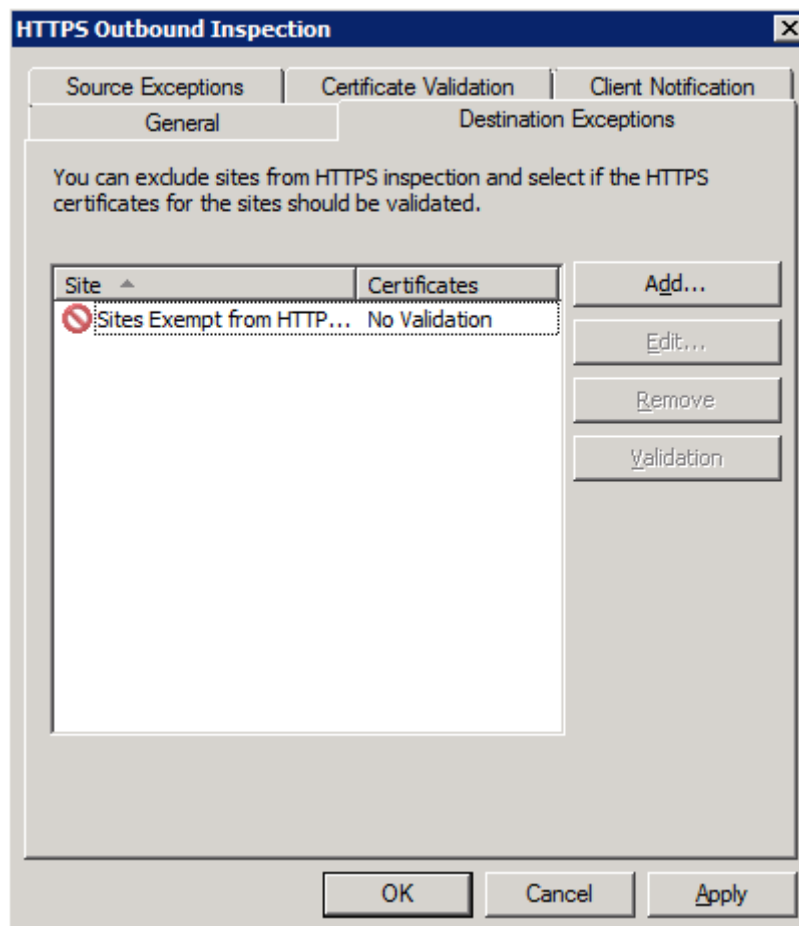 HTTPS Outbound Inspection
Source Exceptions
Certificate Validation
Client Notification
General
Destination Exceptions
You can exclude sites from HTTPS inspection and select if the HTTPS
certificates for the sites should be validated.
Site
Certificates
Add...
Sites Exempt from HTTP...
No Validation
Edit...
Remove
Validation
OK
Cancel
Apply